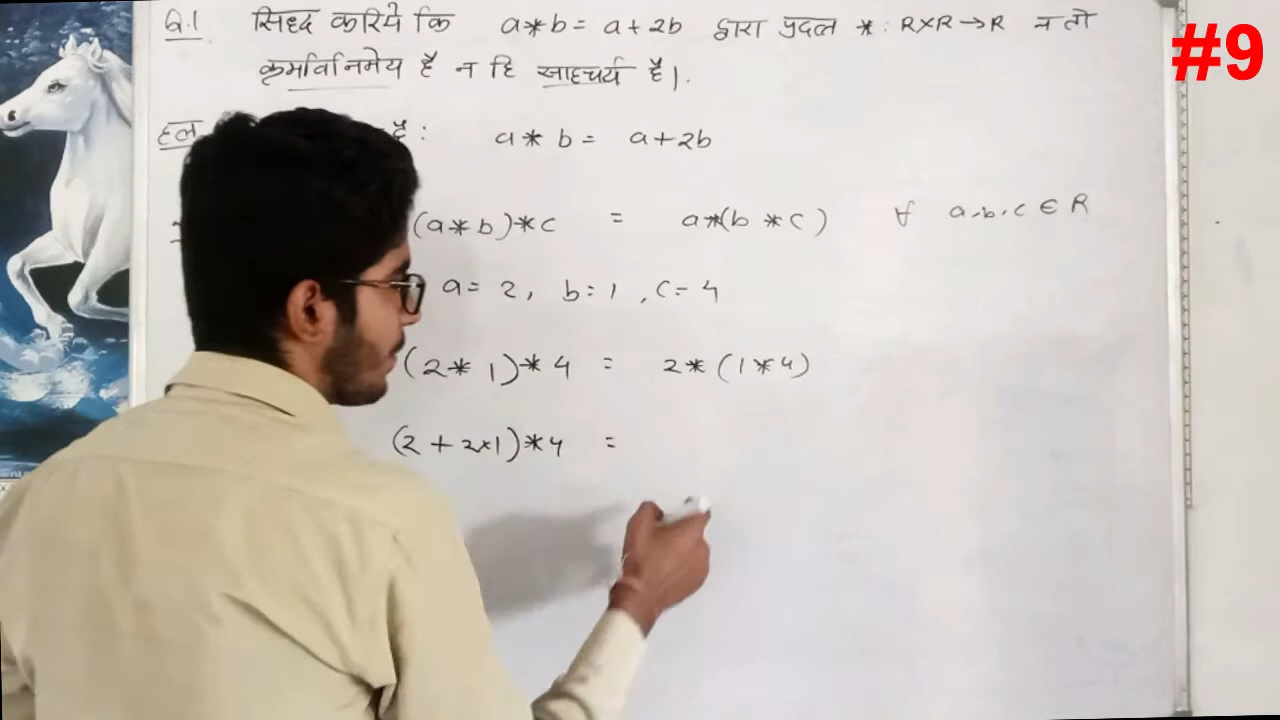 Q.1 सिध्द करिये कि a*b = a+2b द्वारा प्रदत्त *: R×R→R न तो
#9
क्रमविनिमेय है न हि साहचर्य है।.
हल है: a * b = a+2b
(a*b)*c = a*(b *c) ∀ a,b,c ∈ R
a= 2, b=1, c=4
(2*1)*4 = 2*(1*4)
(2+2×1)*4 =